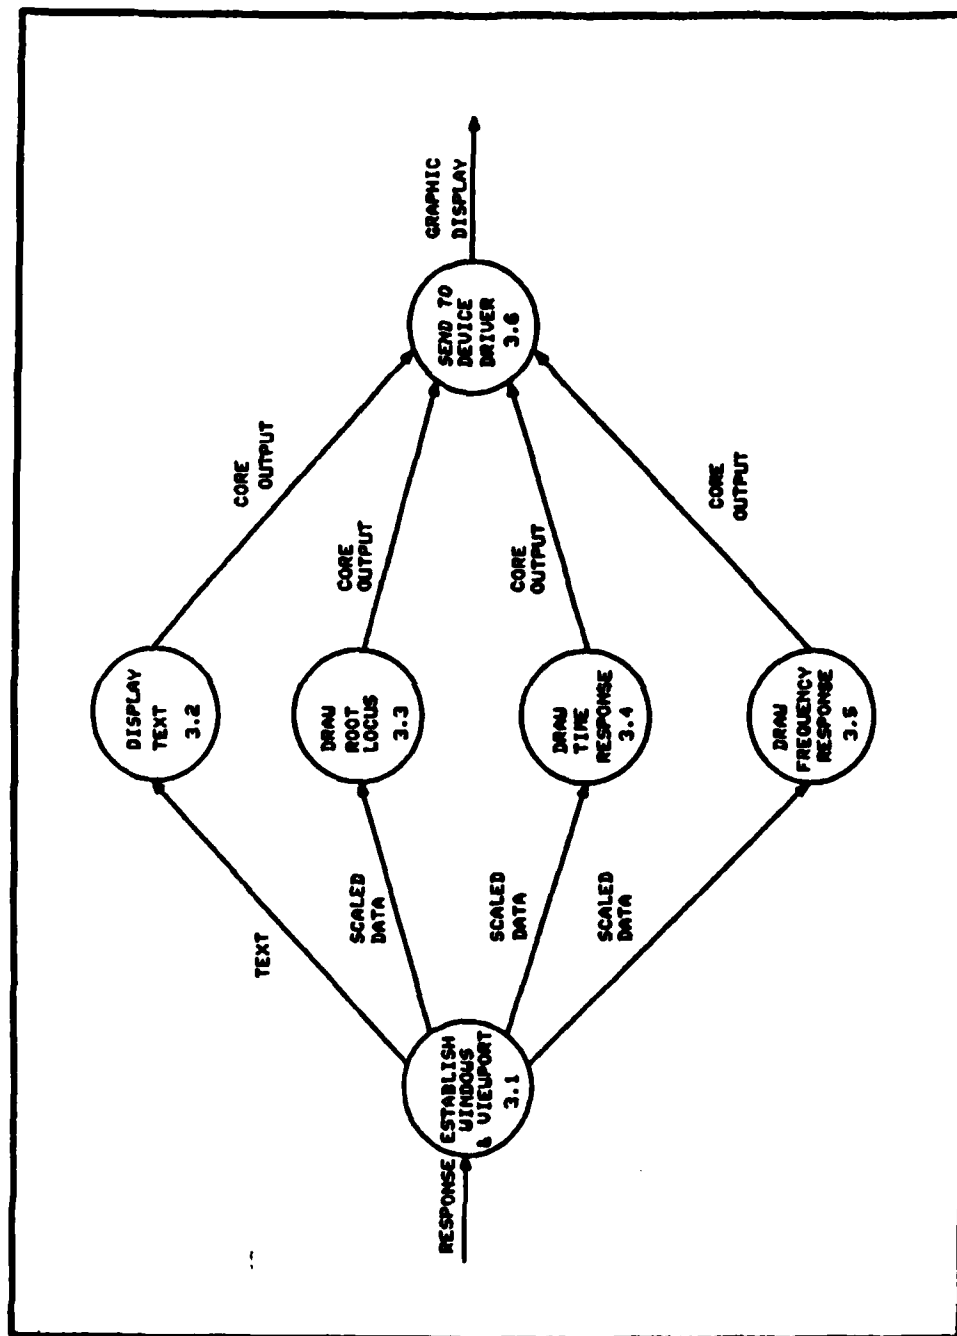 RESPONSE
ESTABLISH
WINDOWS
& VIEWPORT
3.1
TEXT
SCALED
DATA
SCALED
DATA
SCALED
DATA
DISPLAY
TEXT
3.2
DRAW
ROOT
LOCUS
3.3
DRAW
TIME
RESPONSE
3.4
DRAW
FREQUENCY
RESPONSE
3.5
CORE
OUTPUT
CORE
OUTPUT
CORE
OUTPUT
CORE
OUTPUT
SEND TO
DEVICE
DRIVER
3.6
GRAPHIC
DISPLAY